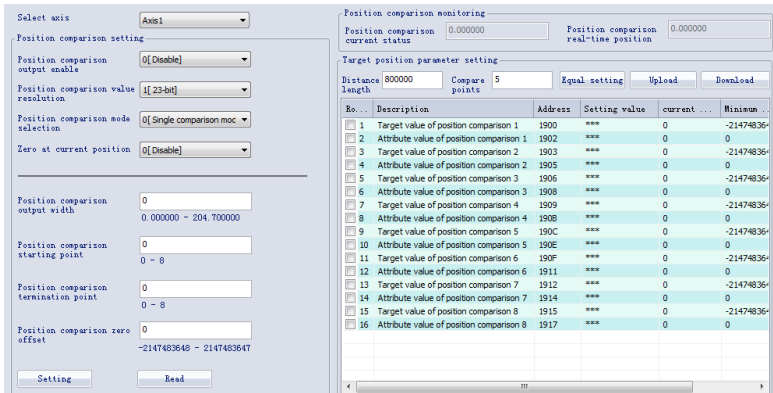 Select axis
Axis1
Position comparison setting
Position comparison
output enable
0[ Disable]
Position comparison value
resolution
1[ 23-bit]
Position comparison mode
selection
0[ Single comparison moc
Zero at current position
0[ Disable]
Position comparison
output width
0
0.000000 - 204.700000
Position comparison
starting point
0
0 - 8
Position comparison
termination point
0
0 - 8
Position comparison zero
offset
0
-2147483648 - 2147483647
Setting Read
Position comparison monitoring
Position comparison
current status
0.000000
Position comparison
real-time position
0.000000
Target position parameter setting
Distance
length
800000
Compare
points
5
Equal setting Upload Download
Ro... Description Address Setting value current ... Minimum ..
1 Target value of position comparison 1 1900 *** 0 -214748364
2 Attribute value of position comparison 1 1902 *** 0 0
3 Target value of position comparison 2 1903 *** 0 -214748364
4 Attribute value of position comparison 2 1905 *** 0 0
5 Target value of position comparison 3 1906 *** 0 -214748364
6 Attribute value of position comparison 3 1908 *** 0 0
7 Target value of position comparison 4 1909 *** 0 -214748364
8 Attribute value of position comparison 4 190B *** 0 0
9 Target value of position comparison 5 190C *** 0 -214748364
10 Attribute value of position comparison 5 190E *** 0 0
11 Target value of position comparison 6 190F *** 0 -214748364
12 Attribute value of position comparison 6 1911 *** 0 0
13 Target value of position comparison 7 1912 *** 0 -214748364
14 Attribute value of position comparison 7 1914 *** 0 0
15 Target value of position comparison 8 1915 *** 0 -214748364
16 Attribute value of position comparison 8 1917 *** 0 0